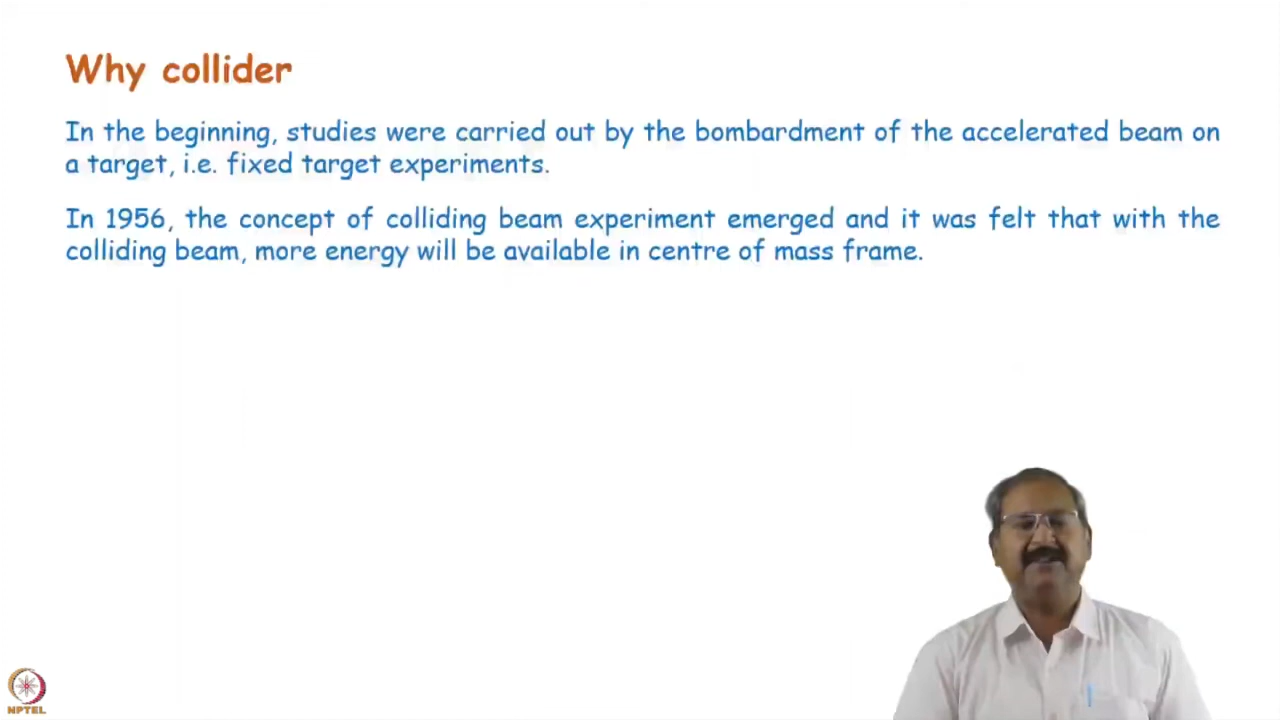 Why collider
In the beginning, studies were carried out by the bombardment of the accelerated beam on
a target, i.e. fixed target experiments.
In 1956, the concept of colliding beam experiment emerged and it was felt that with the
colliding beam, more energy will be available in centre of mass frame.
NPTEL